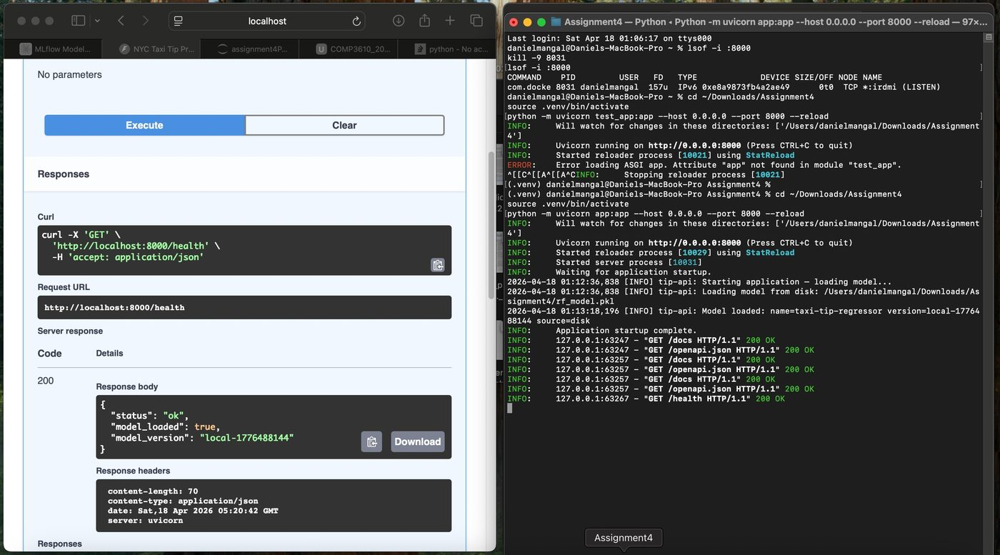 localhost
MLflow Model...
NYC Taxi Tip Pr...
assignment4P...
COMP3610_20...
python - No ac...
No parameters
Execute
Clear
Responses
Curl
curl -X 'GET' \
'http://localhost:8000/health' \
-H 'accept: application/json'
Request URL
http://localhost:8000/health
Server response
Code
Details
200
Response body
{
"status": "ok",
"model_loaded": true,
"model_version": "local-1776488144"
}
Download
Response headers
content-length: 70
content-type: application/json
date: Sat,18 Apr 2026 05:20:42 GMT
server: uvicorn
Responses
Assignment4 — Python ◂ Python -m uvicorn app:app --host 0.0.0.0 --port 8000 --reload — 97×...
Last login: Sat Apr 18 01:06:17 on ttys000
danielmangal@Daniels-MacBook-Pro ~ % lsof -i :8000
kill -9 8031
[lsof -i :8000 ]
COMMAND PID USER FD TYPE DEVICE SIZE/OFF NODE NAME
com.docke 8031 danielmangal 157u IPv6 0xe8a9873fb4a2ae49 0t0 TCP *:irdmi (LISTEN)
danielmangal@Daniels-MacBook-Pro ~ % cd ~/Downloads/Assignment4
source .venv/bin/activate
[python -m uvicorn test_app:app --host 0.0.0.0 --port 8000 --reload ]
INFO: Will watch for changes in these directories: ['/Users/danielmangal/Downloads/Assignment
4']
INFO: Uvicorn running on http://0.0.0.0:8000 (Press CTRL+C to quit)
INFO: Started reloader process [10021] using StatReload
ERROR: Error loading ASGI app. Attribute "app" not found in module "test_app".
^[[C^[[A^[[A^CINFO: Stopping reloader process [10021]
[(.venv) danielmangal@Daniels-MacBook-Pro Assignment4 % ]
(.venv) danielmangal@Daniels-MacBook-Pro Assignment4 % cd ~/Downloads/Assignment4
source .venv/bin/activate
[python -m uvicorn app:app --host 0.0.0.0 --port 8000 --reload ]
INFO: Will watch for changes in these directories: ['/Users/danielmangal/Downloads/Assignment
4']
INFO: Uvicorn running on http://0.0.0.0:8000 (Press CTRL+C to quit)
INFO: Started reloader process [10029] using StatReload
INFO: Started server process [10031]
INFO: Waiting for application startup.
2026-04-18 01:12:36,838 [INFO] tip-api: Starting application — loading model...
2026-04-18 01:12:36,838 [INFO] tip-api: Loading model from disk: /Users/danielmangal/Downloads/As
signment4/rf_model.pkl
2026-04-18 01:13:18,196 [INFO] tip-api: Model loaded: name=taxi-tip-regressor version=local-17764
88144 source=disk
INFO: Application startup complete.
INFO: 127.0.0.1:63247 - "GET /docs HTTP/1.1" 200 OK
INFO: 127.0.0.1:63247 - "GET /openapi.json HTTP/1.1" 200 OK
INFO: 127.0.0.1:63257 - "GET /docs HTTP/1.1" 200 OK
INFO: 127.0.0.1:63257 - "GET /openapi.json HTTP/1.1" 200 OK
INFO: 127.0.0.1:63257 - "GET /docs HTTP/1.1" 200 OK
INFO: 127.0.0.1:63257 - "GET /openapi.json HTTP/1.1" 200 OK
INFO: 127.0.0.1:63267 - "GET /health HTTP/1.1" 200 OK
Assignment4